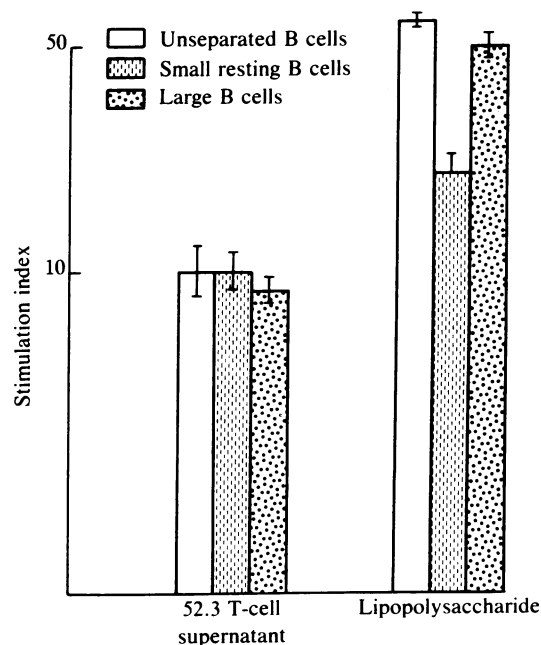 50
Unseparated B cells
Small resting B cells
Large B cells
10
Stimulation index
52.3 T-cell
supernatant
Lipopolysaccharide